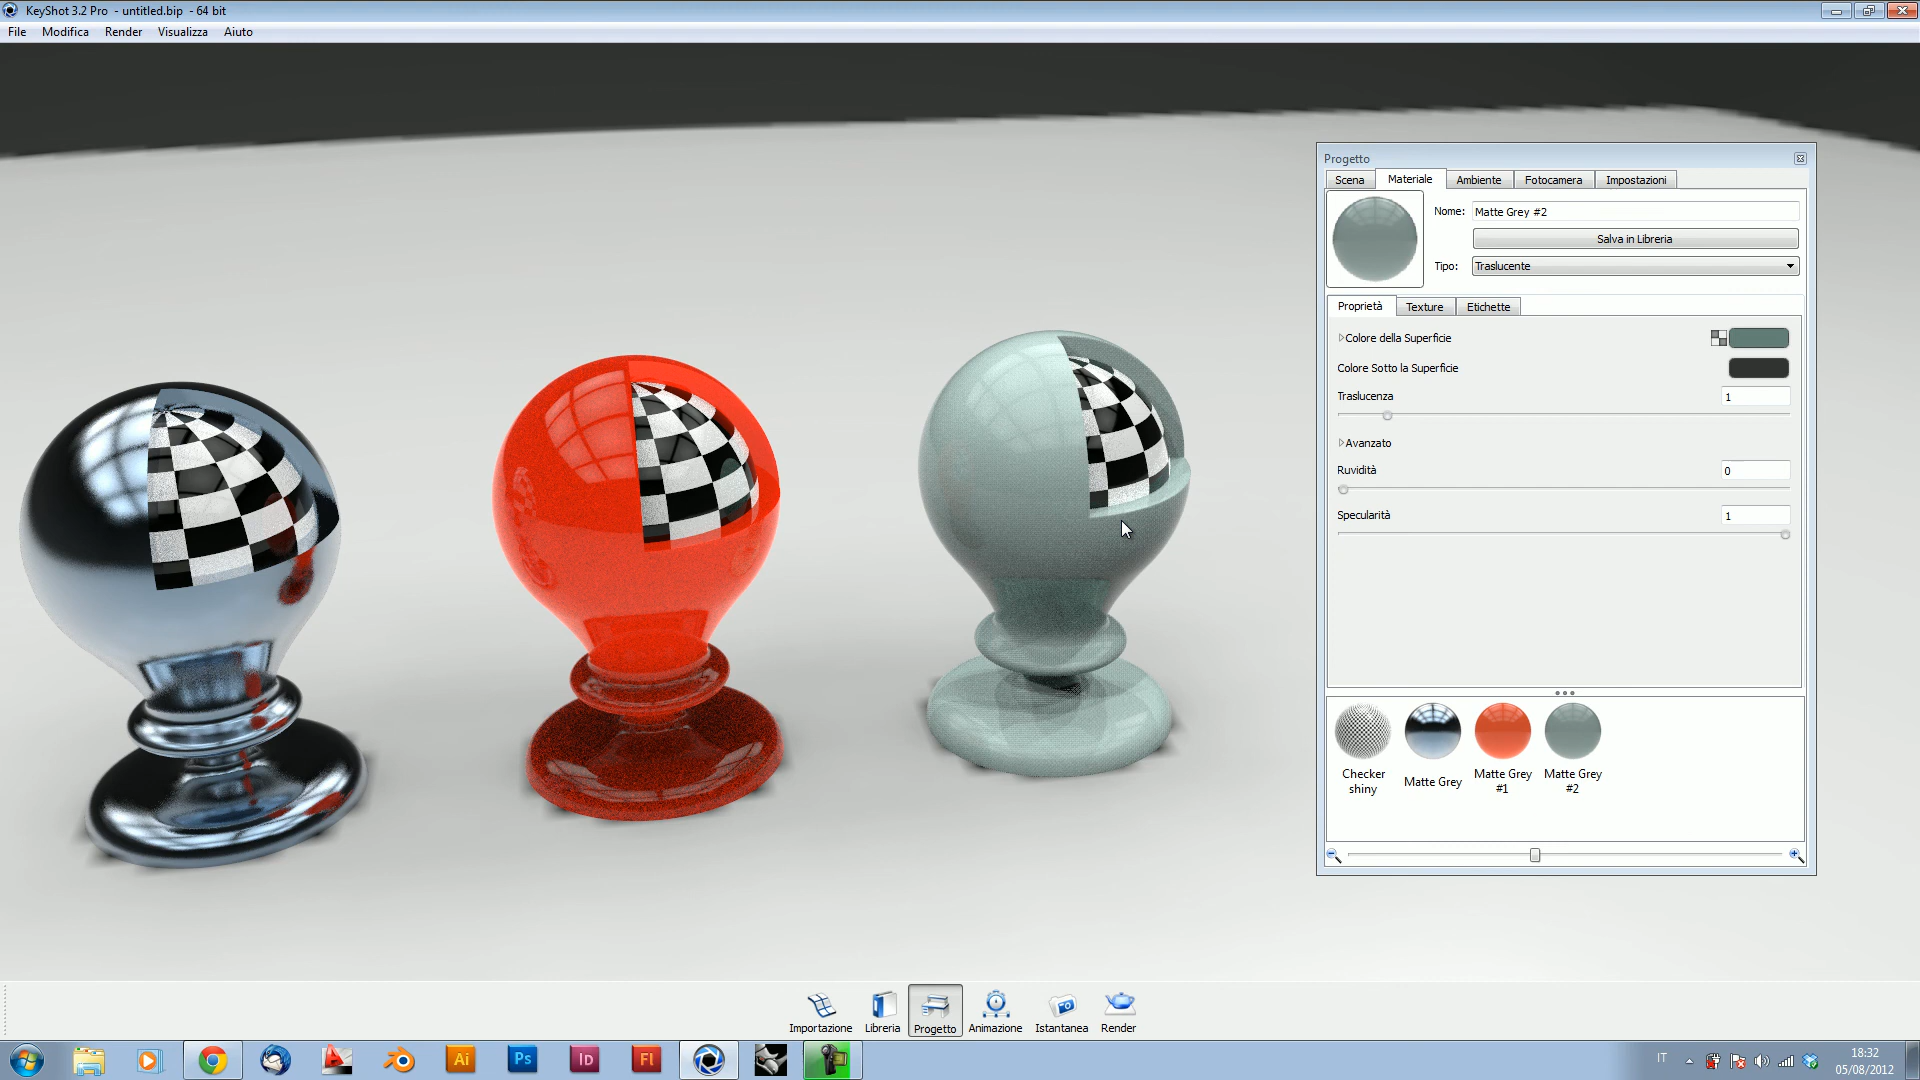 KeyShot 3.2 Pro - untitled.bip - 64 bit
File Modifica Render Visualizza Aiuto
Progetto
Scena Materiale Ambiente Fotocamera Impostazioni
Nome: Matte Grey #2
Salva in Libreria
Tipo: Traslucente
Proprietà Texture Etichette
Colore della Superficie
Colore Sotto la Superficie
Traslucenza 1
Avanzato
Ruvidità 0
Specularità 1
Checker shiny
Matte Grey
Matte Grey #1
Matte Grey #2
Importazione Libreria Progetto Animazione Istantanea Render
Ai Ps Id Fl
IT
18:32
05/08/2012